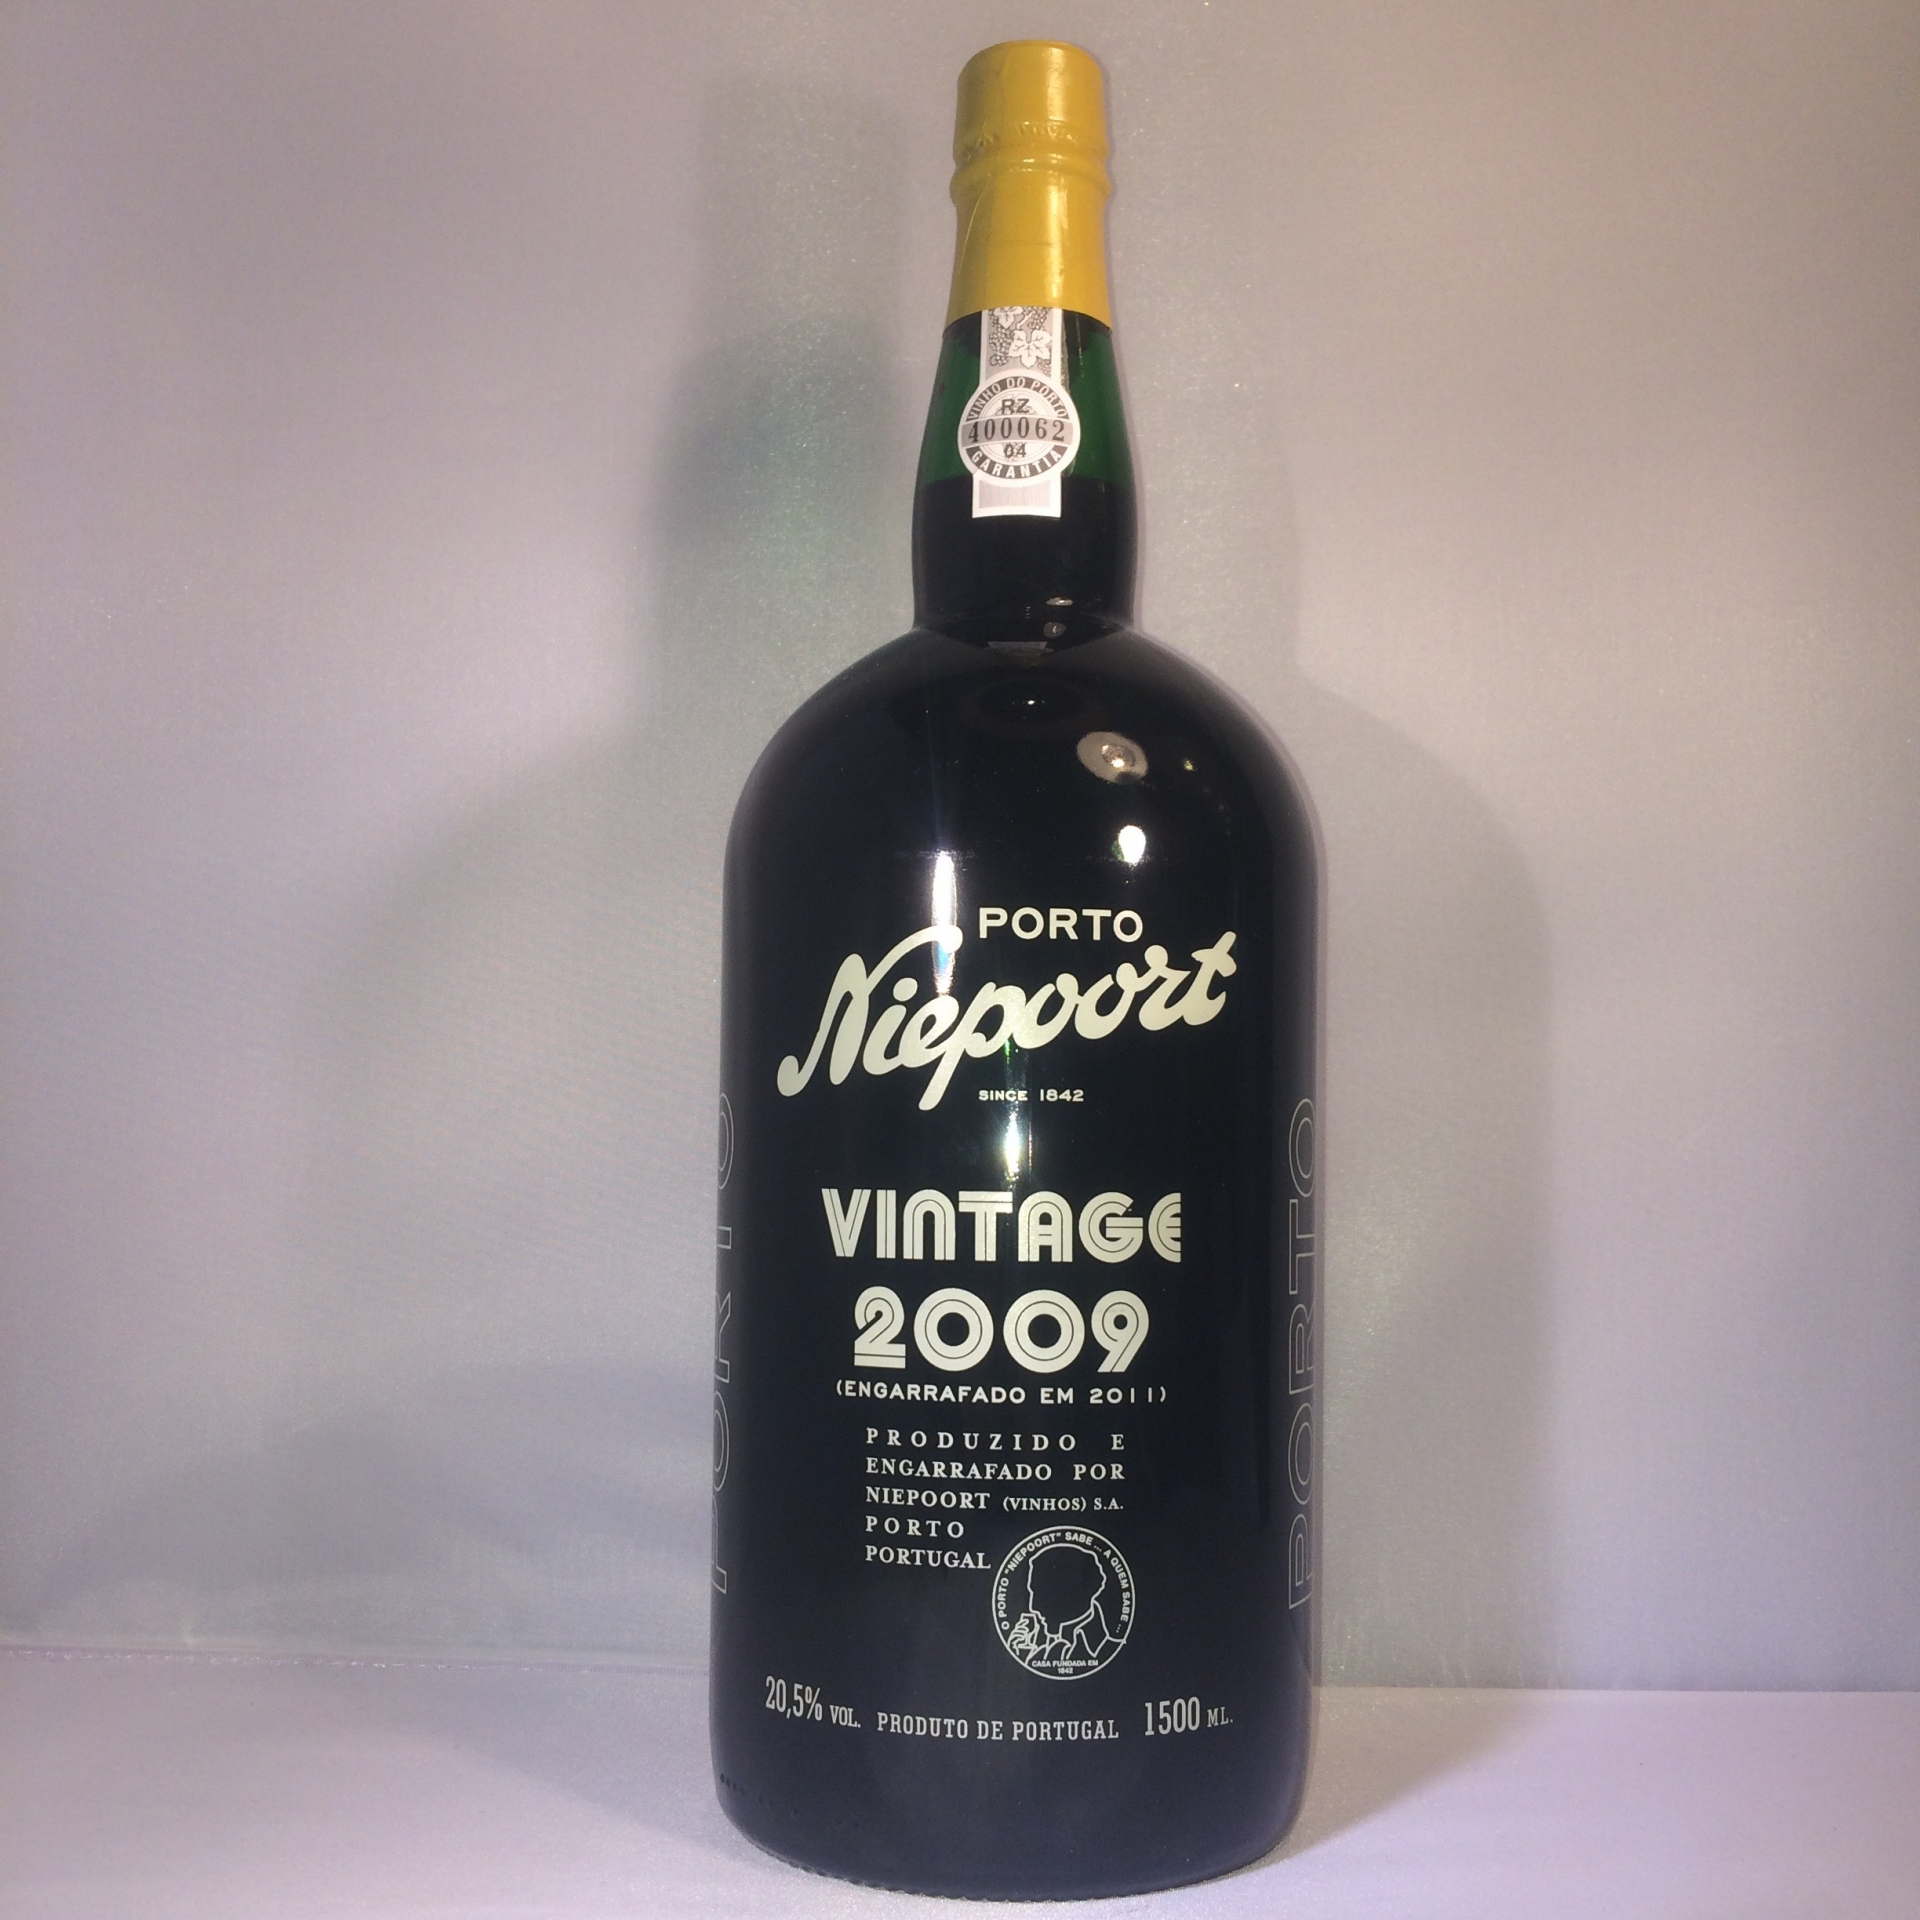 VINHO DO PORTO
RZ
400062
04
GARANTIA
PORTO
Niepoort
SINCE 1842
VINTAGE
2009
(ENGARRAFADO EM 2011)
PRODUZIDO E
ENGARRAFADO POR
NIEPOORT (VINHOS) S.A.
PORTO
PORTUGAL
O PORTO "NIEPOORT" SABE ... A QUEM SABE ...
CASA FUNDADA EM
1842
20,5% VOL. PRODUTO DE PORTUGAL 1500 ML.
PORTO
PORTO